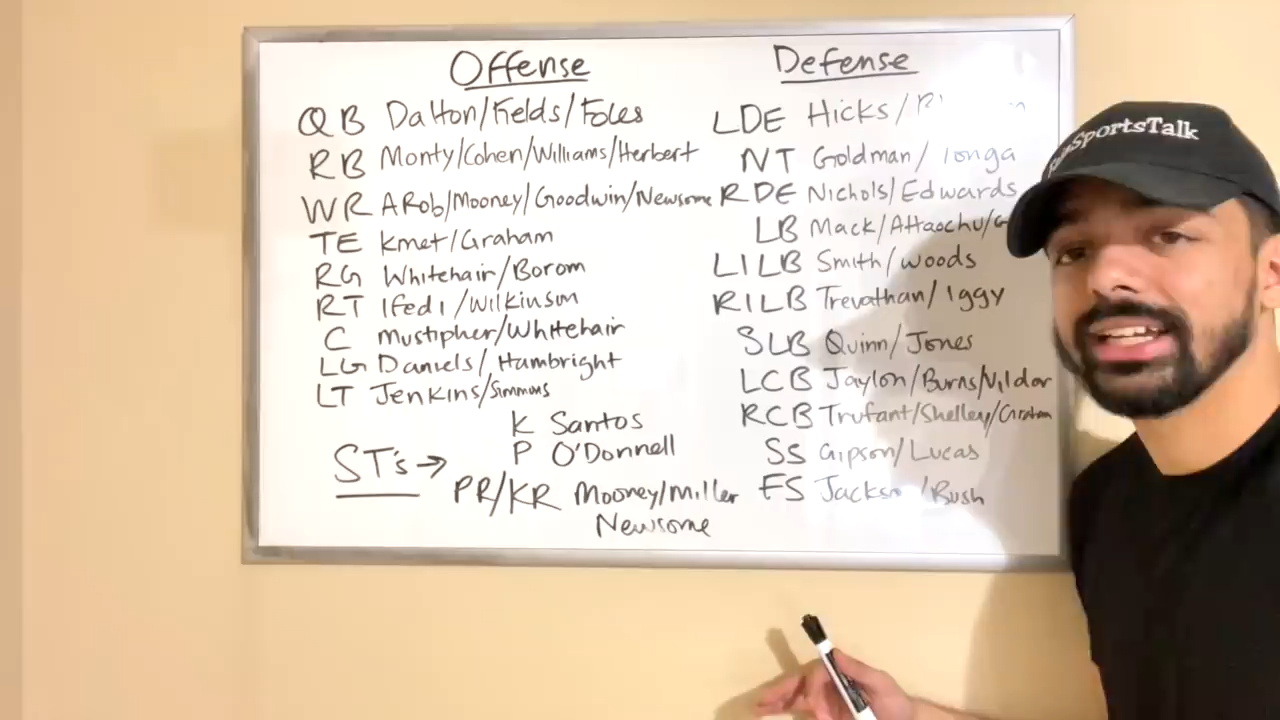 Offense
QB Dalton/Fields/Foles
RB Monty/Cohen/Williams/Herbert
WR ARob/Mooney/Goodwin/Newsome
TE Kmet/Graham
RG Whitehair/Borom
RT Ifedi/Wilkinson
C Mustipher/Whitehair
LG Daniels/Hambright
LT Jenkins/Simmons
ST's →
K Santos
P O'Donnell
PR/KR Mooney/Miller
Newsome
Defense
LDE Hicks/
NT Goldman/Tonga
RDE Nichols/Edwards
LB Mack/Attaochu/G
LILB Smith/Woods
RILB Trevathan/Iggy
SLB Quinn/Jones
LCB Jaylon/Burns/Vildor
RCB Trufant/Shelley/
SS Gipson/Lucas
FS Jackson/Bush
SportsTalk